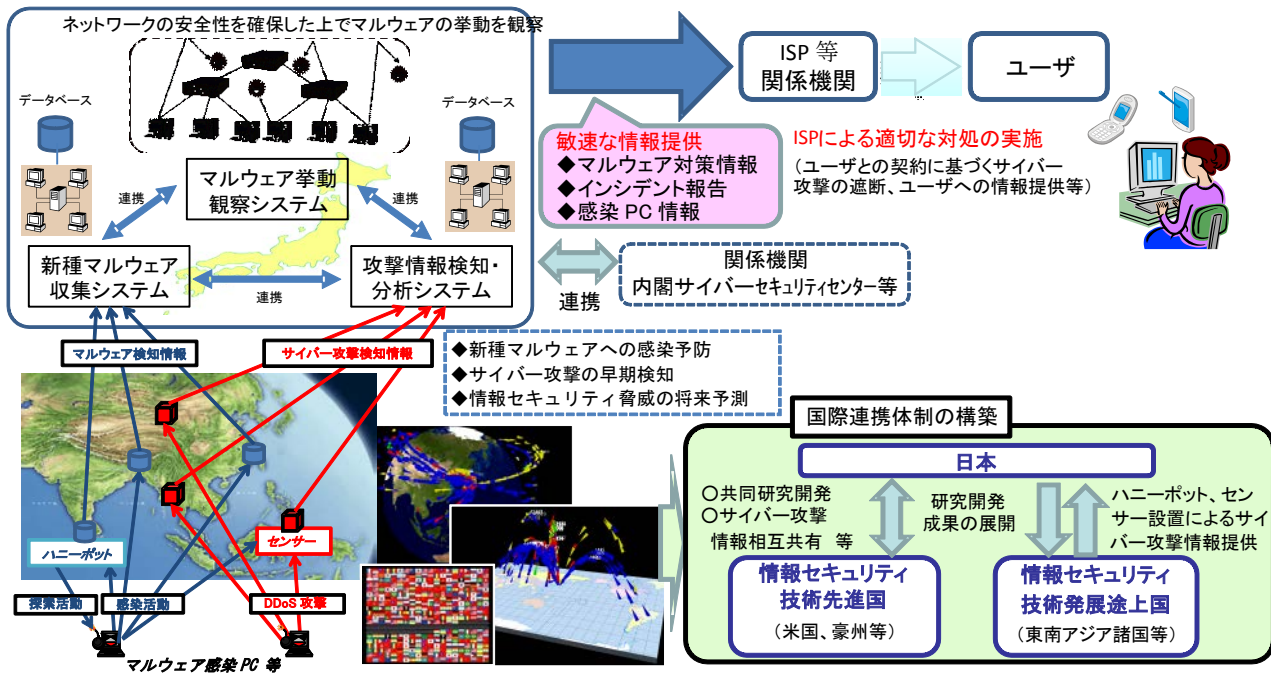 ネットワークの安全性を確保した上でマルウェアの挙動を観察
データベース
データベース
マルウェア挙動
観察システム
連携
連携
新種マルウェア
収集システム
攻撃情報検知・
分析システム
連携
ISP 等
関係機関
ユーザ
敏速な情報提供
◆マルウェア対策情報
◆インシデント報告
◆感染 PC 情報
ISPによる適切な対処の実施
(ユーザとの契約に基づくサイバー
攻撃の遮断、ユーザへの情報提供等)
連携
関係機関
内閣サイバーセキュリティセンター等
マルウェア検知情報
サイバー攻撃検知情報
◆新種マルウェアへの感染予防
◆サイバー攻撃の早期検知
◆情報セキュリティ脅威の将来予測
ハニーポット
センサー
探索活動
感染活動
DDoS 攻撃
マルウェア感染 PC 等
国際連携体制の構築
日本
○共同研究開発
○サイバー攻撃
情報相互共有 等
研究開発
成果の展開
ハニーポット、セン
サー設置によるサイ
バー攻撃情報提供
情報セキュリティ
技術先進国
(米国、豪州等)
情報セキュリティ
技術発展途上国
(東南アジア諸国等)